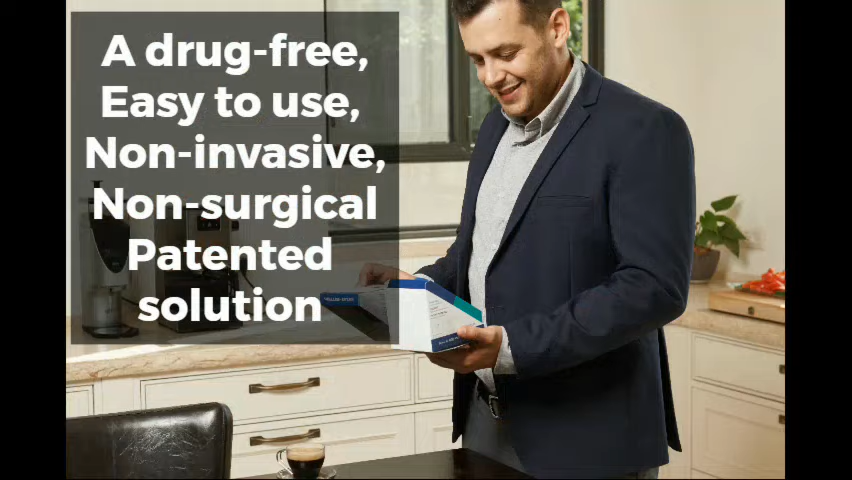 A drug-free,
Easy to use,
Non-invasive,
Non-surgical
Patented
solution